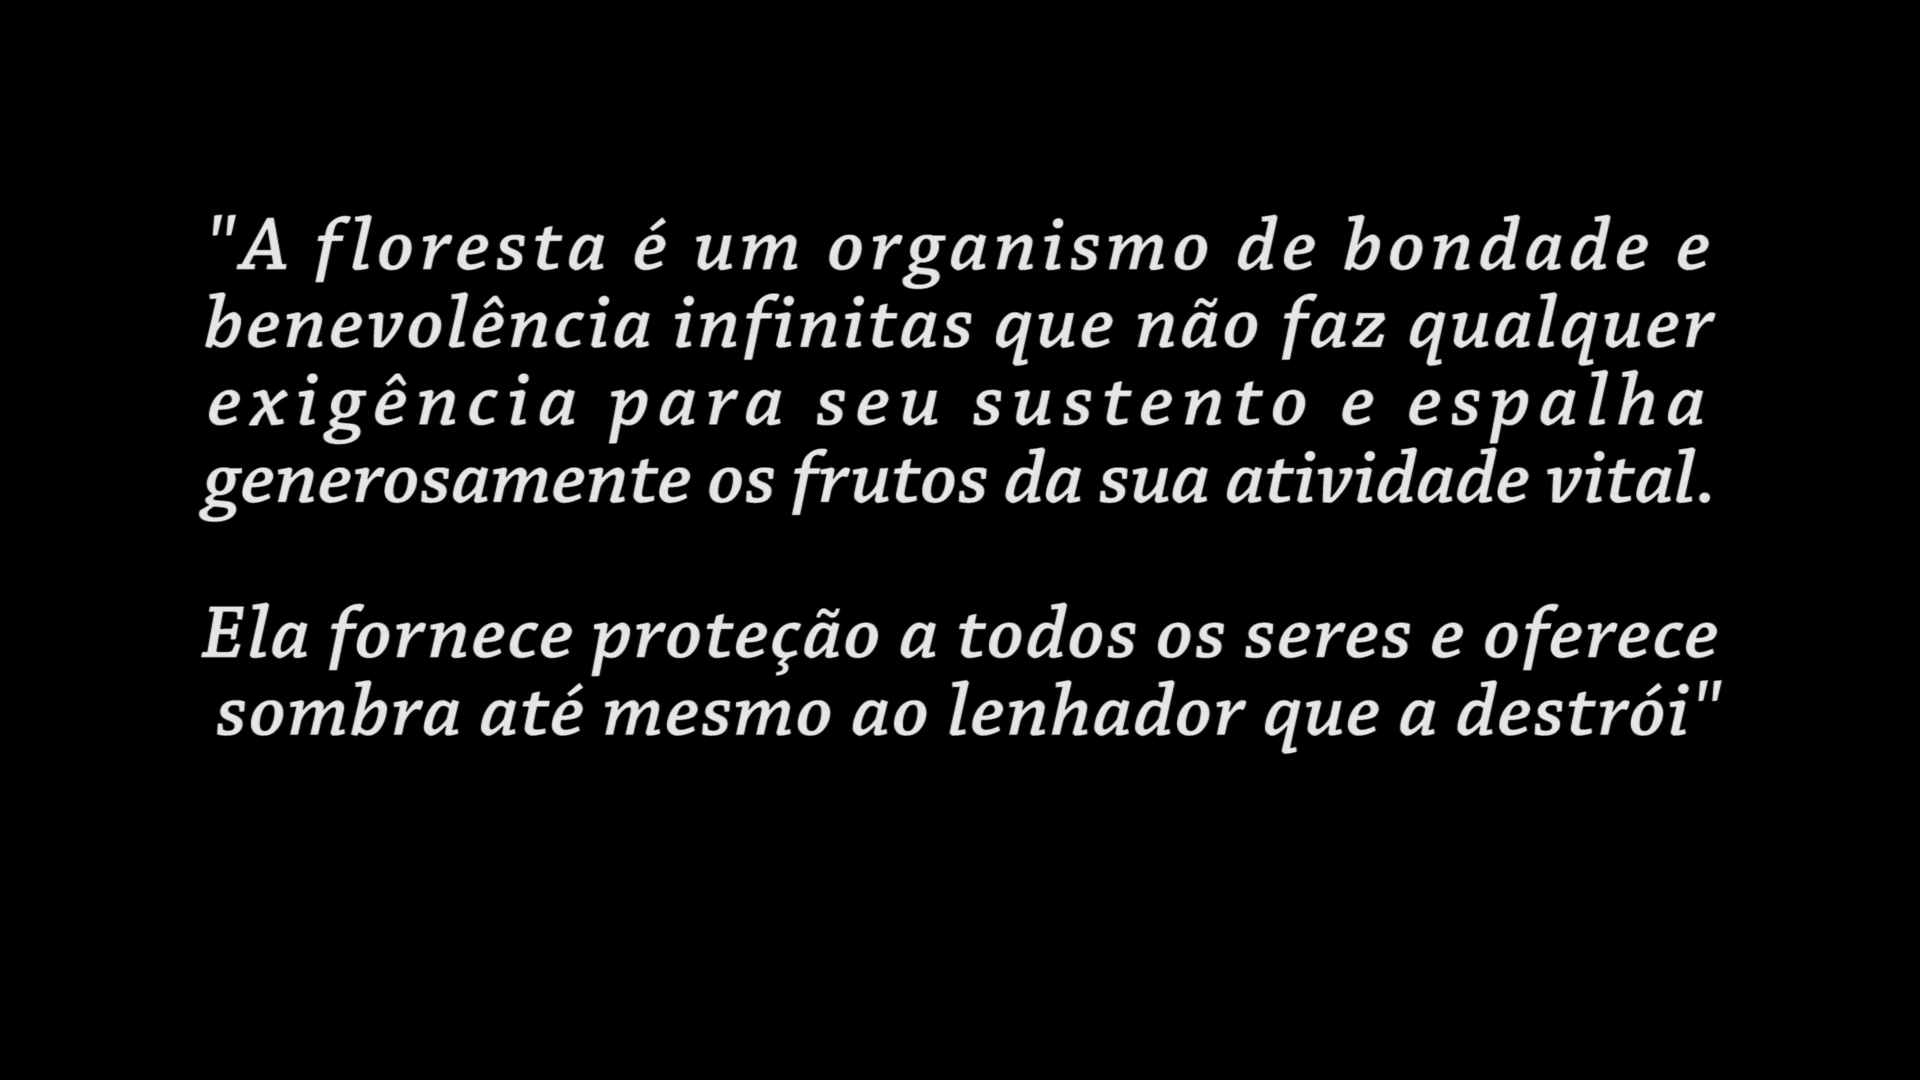 "A floresta é um organismo de bondade e
benevolência infinitas que não faz qualquer
exigência para seu sustento e espalha
generosamente os frutos da sua atividade vital.
Ela fornece proteção a todos os seres e oferece
sombra até mesmo ao lenhador que a destrói"